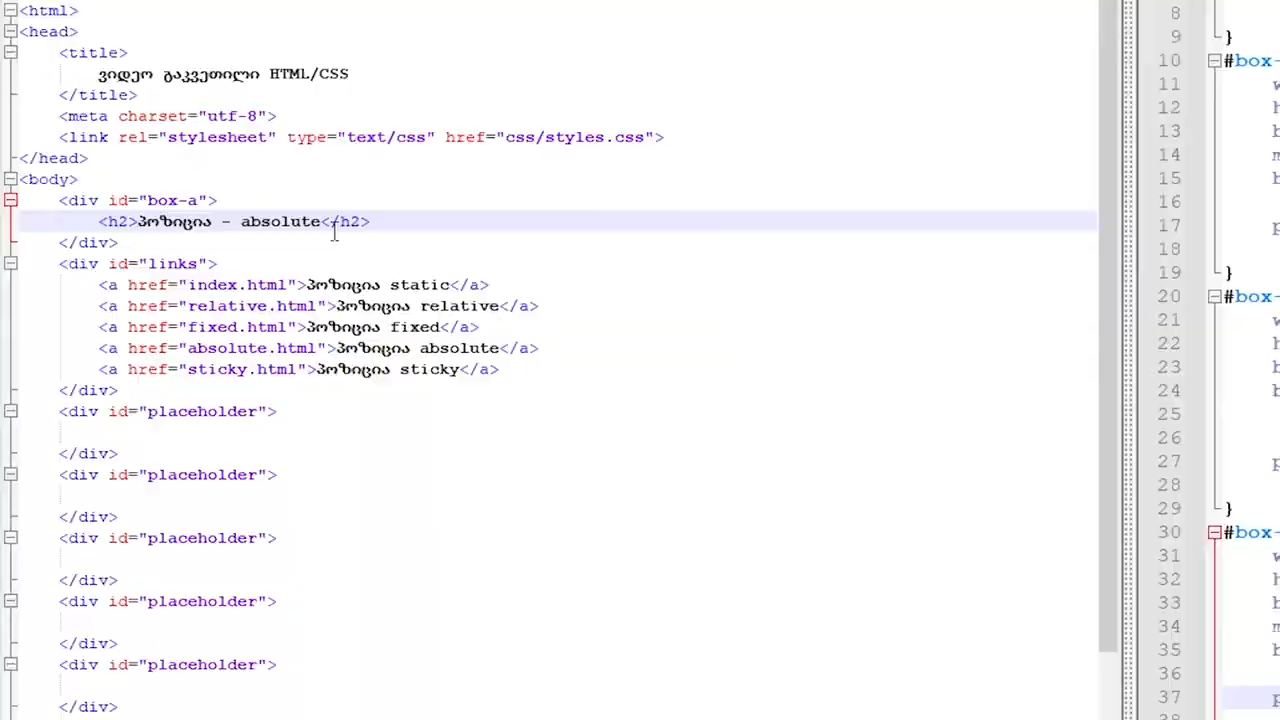 <html>
<head>
<title>
ვიდეო გაკვეთილი HTML/CSS
</title>
<meta charset="utf-8">
<link rel="stylesheet" type="text/css" href="css/styles.css">
</head>
<body>
<div id="box-a">
<h2>პოზიცია - absolute</h2>
</div>
<div id="links">
<a href="index.html">პოზიცია static</a>
<a href="relative.html">პოზიცია relative</a>
<a href="fixed.html">პოზიცია fixed</a>
<a href="absolute.html">პოზიცია absolute</a>
<a href="sticky.html">პოზიცია sticky</a>
</div>
<div id="placeholder">
</div>
<div id="placeholder">
</div>
<div id="placeholder">
</div>
<div id="placeholder">
</div>
<div id="placeholder">
</div>
8
9 }
10 #box-
11
12
13
14
15
16
17
18
19 }
20 #box-
21
22
23
24
25
26
27
28
29 }
30 #box-
31
32
33
34
35
36
37